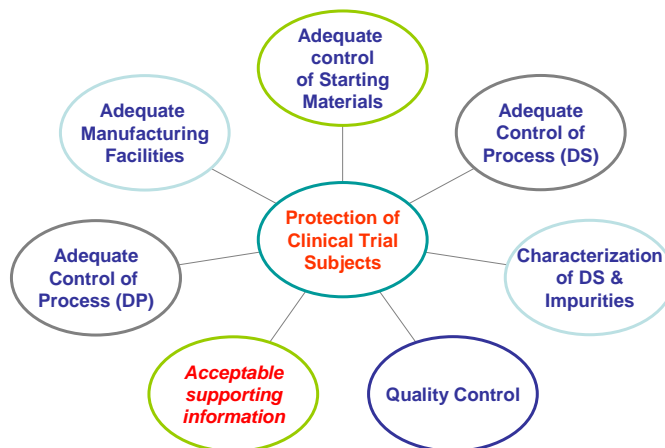 Adequate
control
of Starting
Materials
Adequate
Manufacturing
Facilities
Adequate
Control of
Process (DS)
Protection of
Clinical Trial
Subjects
Adequate
Control of
Process (DP)
Characterization
of DS &
Impurities
Acceptable
supporting
information
Quality Control